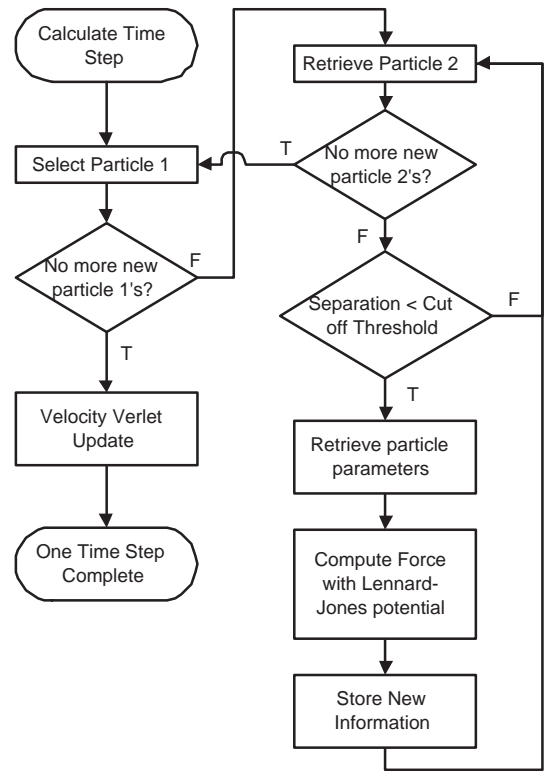 Calculate Time
Step
Select Particle 1
No more new
particle 1's?
F
T
Velocity Verlet
Update
One Time Step
Complete
Retrieve Particle 2
T
No more new
particle 2's?
F
Separation < Cut
off Threshold
F
T
Retrieve particle
parameters
Compute Force
with Lennard-
Jones potential
Store New
Information